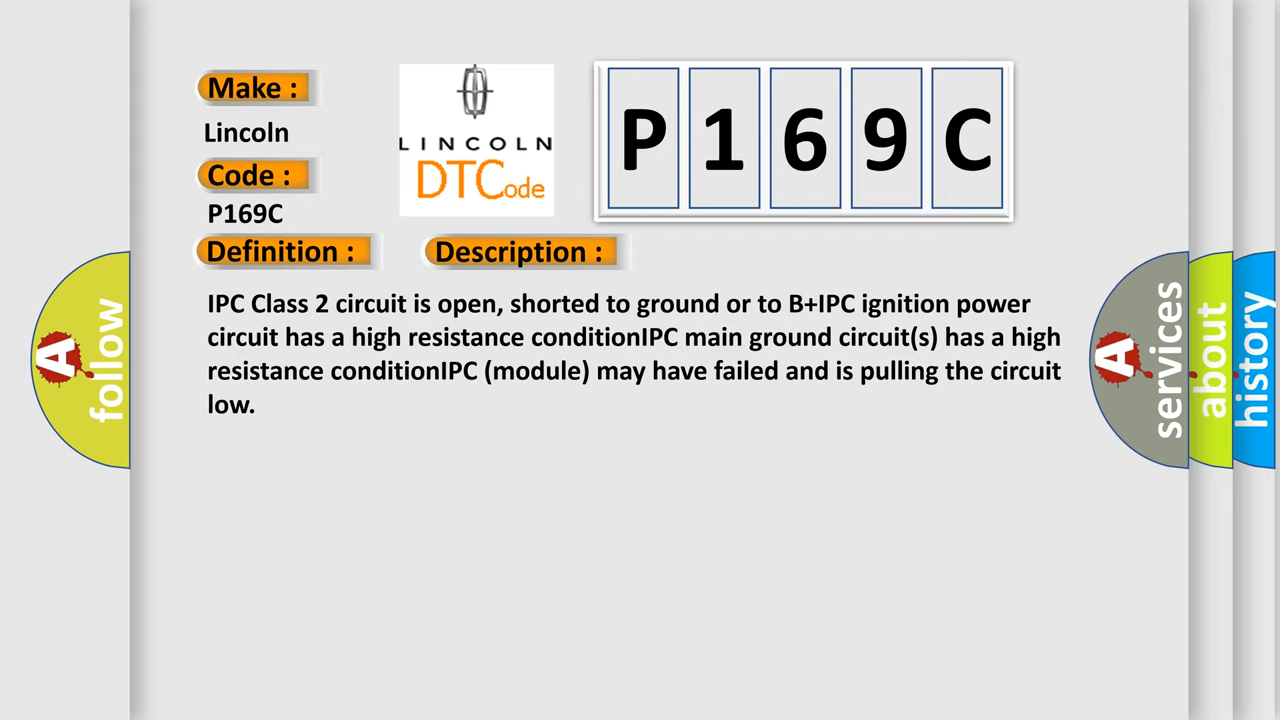 Make :
Lincoln
Code :
P169C
Definition :
Description :
LINCOLN
DTCode
P 1 6 9 C
IPC Class 2 circuit is open, shorted to ground or to B+IPC ignition power
circuit has a high resistance conditionIPC main ground circuit(s) has a high
resistance conditionIPC (module) may have failed and is pulling the circuit
low.
A
follow
A
services
about
history